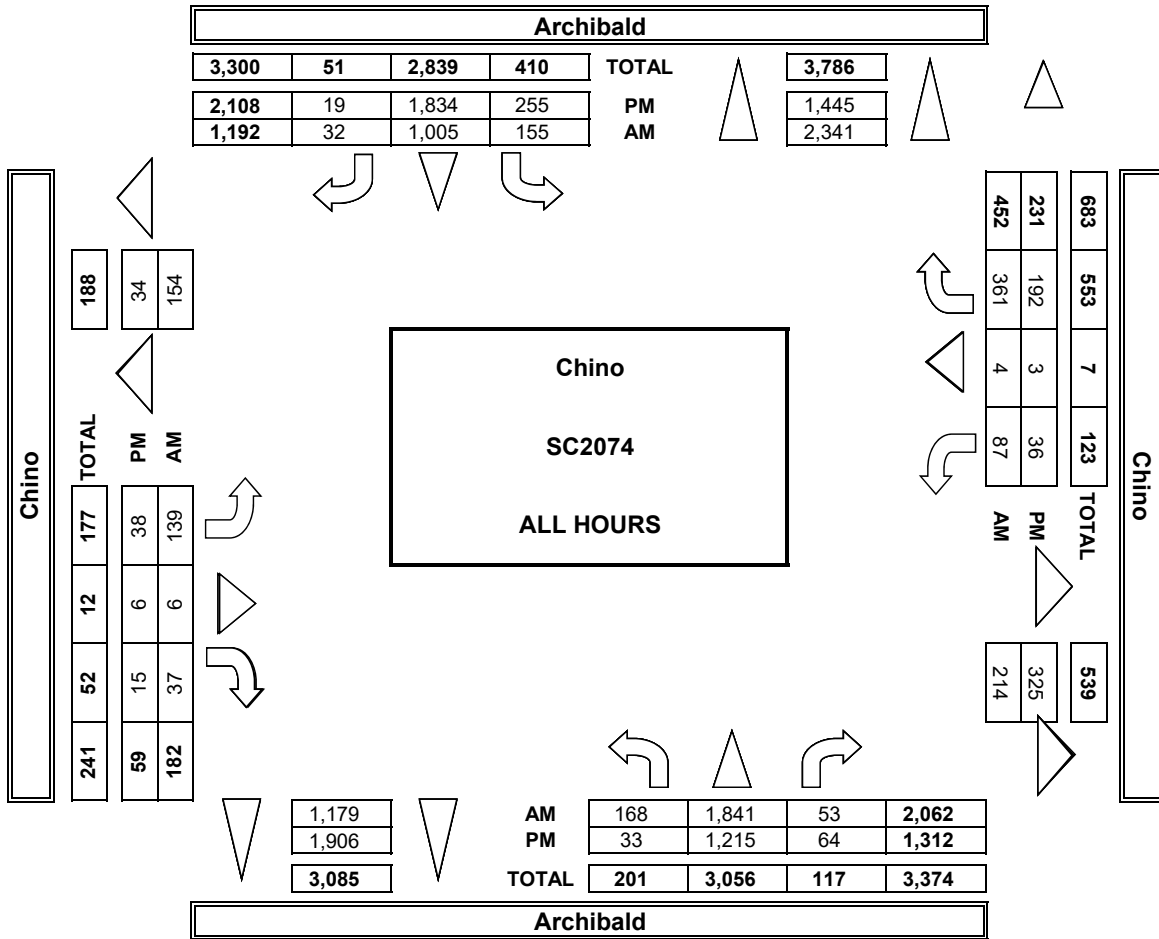 Archibald
3,300 51 2,839 410 TOTAL 3,786
2,108 19 1,834 255 PM 1,445
1,192 32 1,005 155 AM 2,341
Chino
188 34 154
TOTAL PM AM
177 38 139
12 6 6
52 15 37
241 59 182
Chino
SC2074
ALL HOURS
452 231 683
361 192 553
4 3 7
87 36 123
AM PM TOTAL
214 325 539
Chino
1,179 AM 168 1,841 53 2,062
1,906 PM 33 1,215 64 1,312
3,085 TOTAL 201 3,056 117 3,374
Archibald